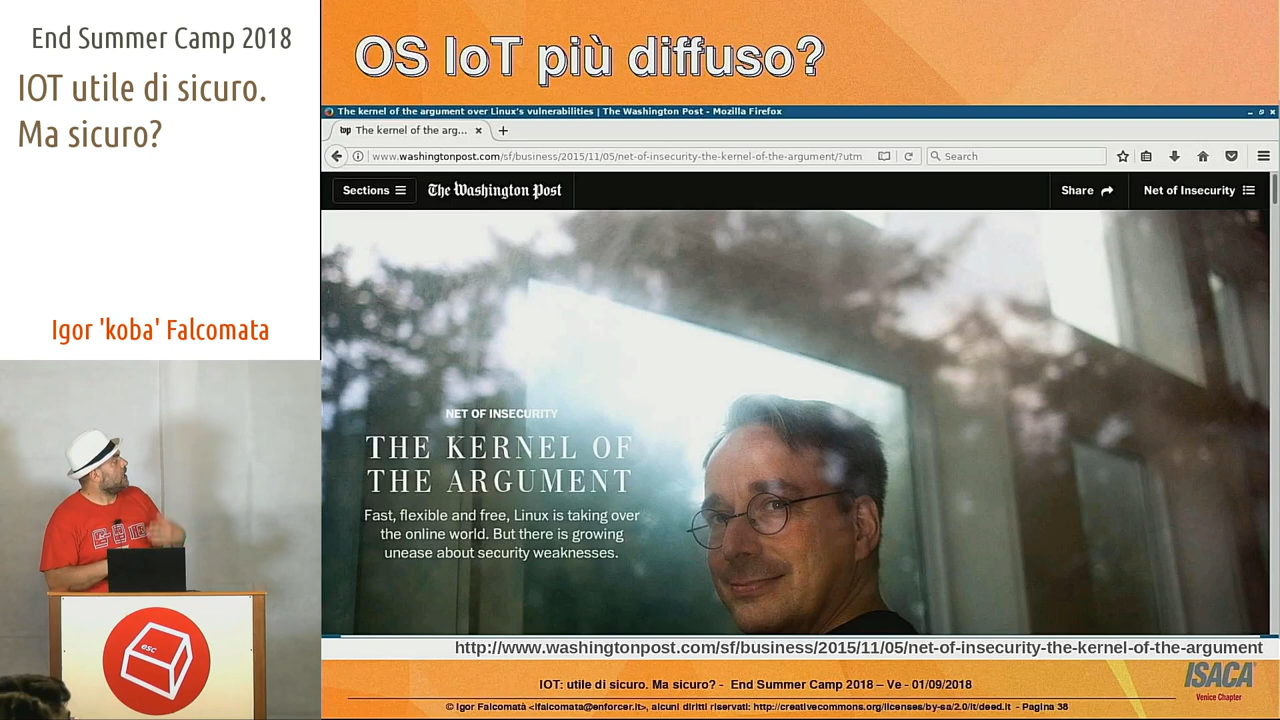 End Summer Camp 2018
IOT utile di sicuro.
Ma sicuro?
Igor 'koba' Falcomata
esc
OS IoT più diffuso?
The kernel of the argument over Linux's vulnerabilities | The Washington Post - Mozilla Firefox
wp The kernel of the arg...
www.washingtonpost.com/sf/business/2015/11/05/net-of-insecurity-the-kernel-of-the-argument/?utm
Search
Sections
The Washington Post
Share
Net of Insecurity
NET OF INSECURITY
THE KERNEL OF
THE ARGUMENT
Fast, flexible and free, Linux is taking over
the online world. But there is growing
unease about security weaknesses.
http://www.washingtonpost.com/sf/business/2015/11/05/net-of-insecurity-the-kernel-of-the-argument
IOT: utile di sicuro. Ma sicuro? - End Summer Camp 2018 – Ve - 01/09/2018
© Igor Falcomatà <ifalcomata@enforcer.it>, alcuni diritti riservati: http://creativecommons.org/licenses/by-sa/2.0/it/deed.it - Pagina 38
ISACA®
Venice Chapter